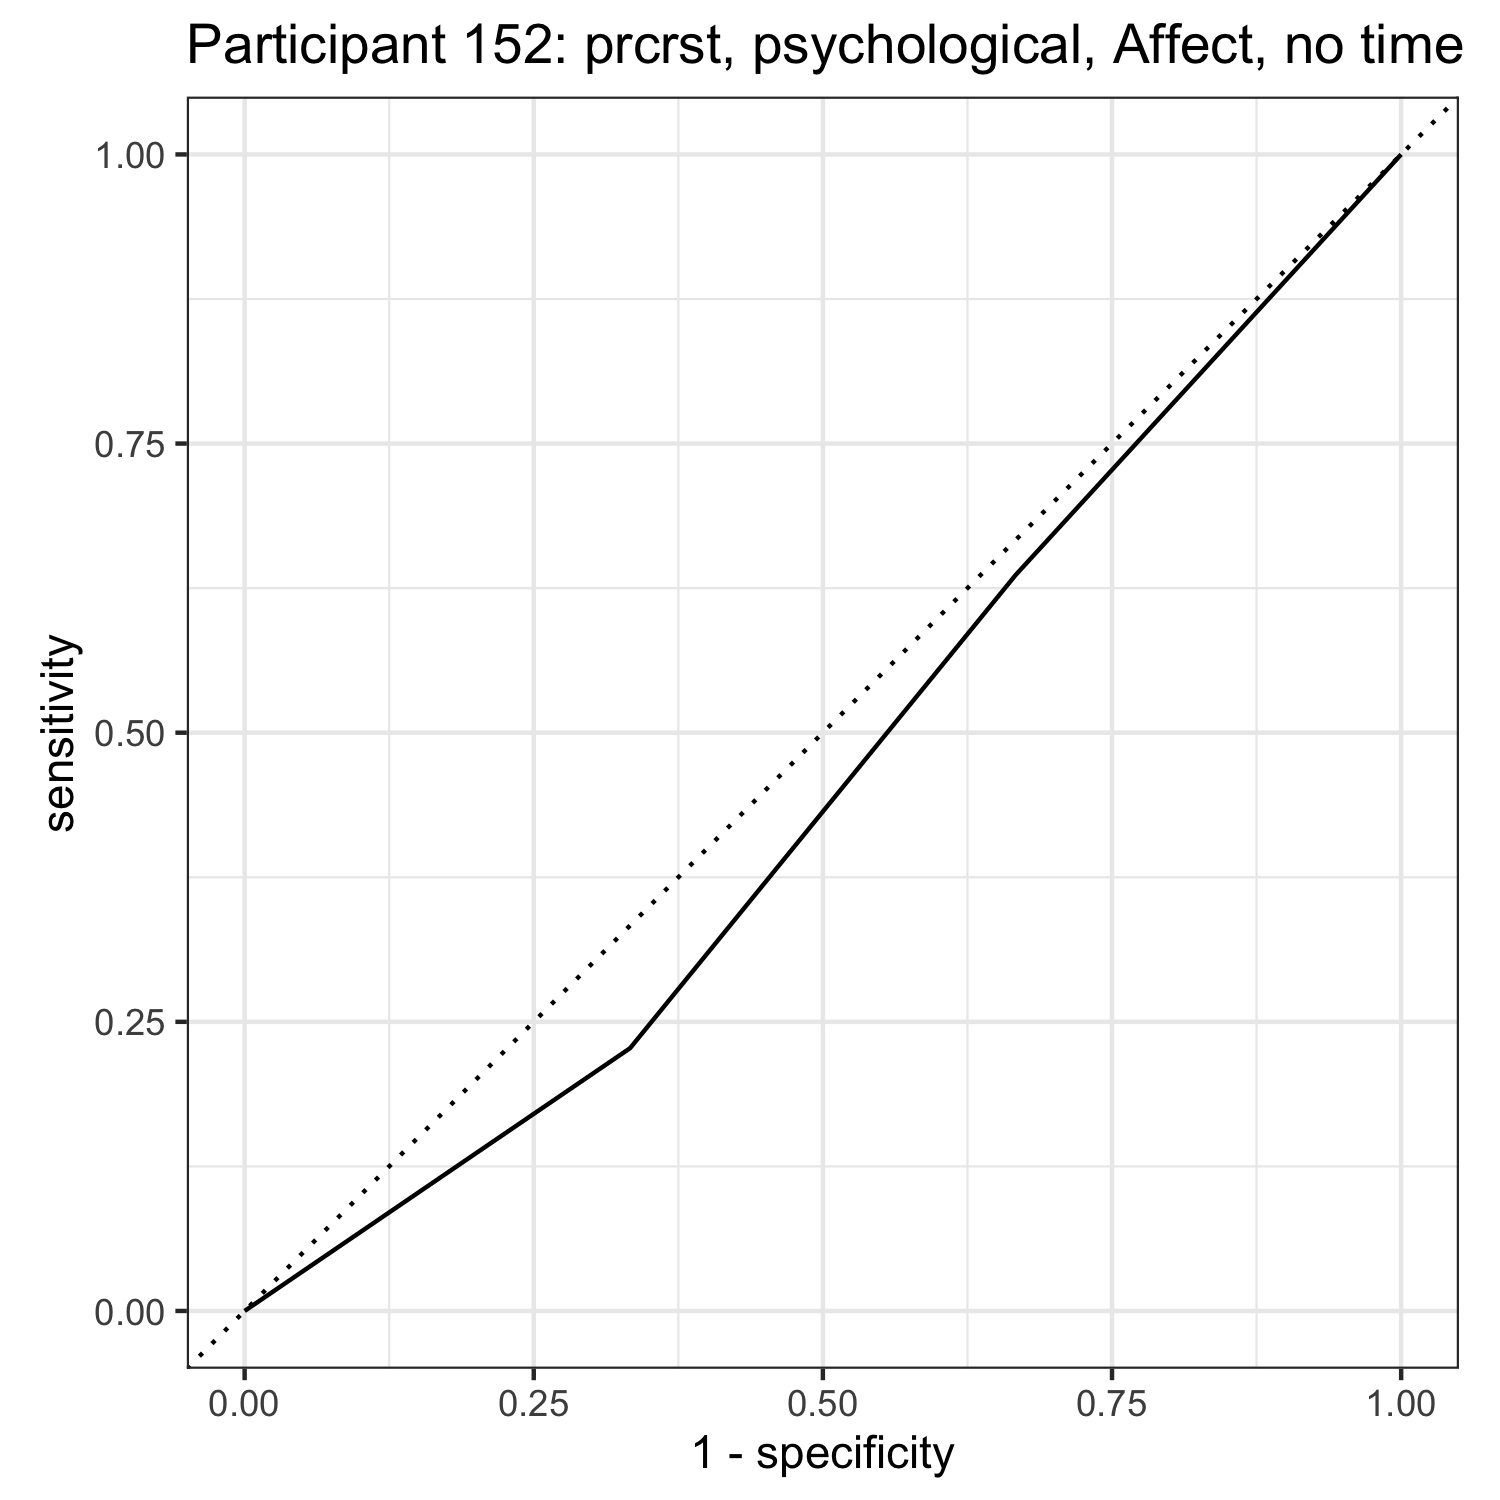 Participant 152: prcrst, psychological, Affect, no time
1.00
0.75
0.50
0.25
0.00
sensitivity
0.00 0.25 0.50 0.75 1.00
1 - specificity